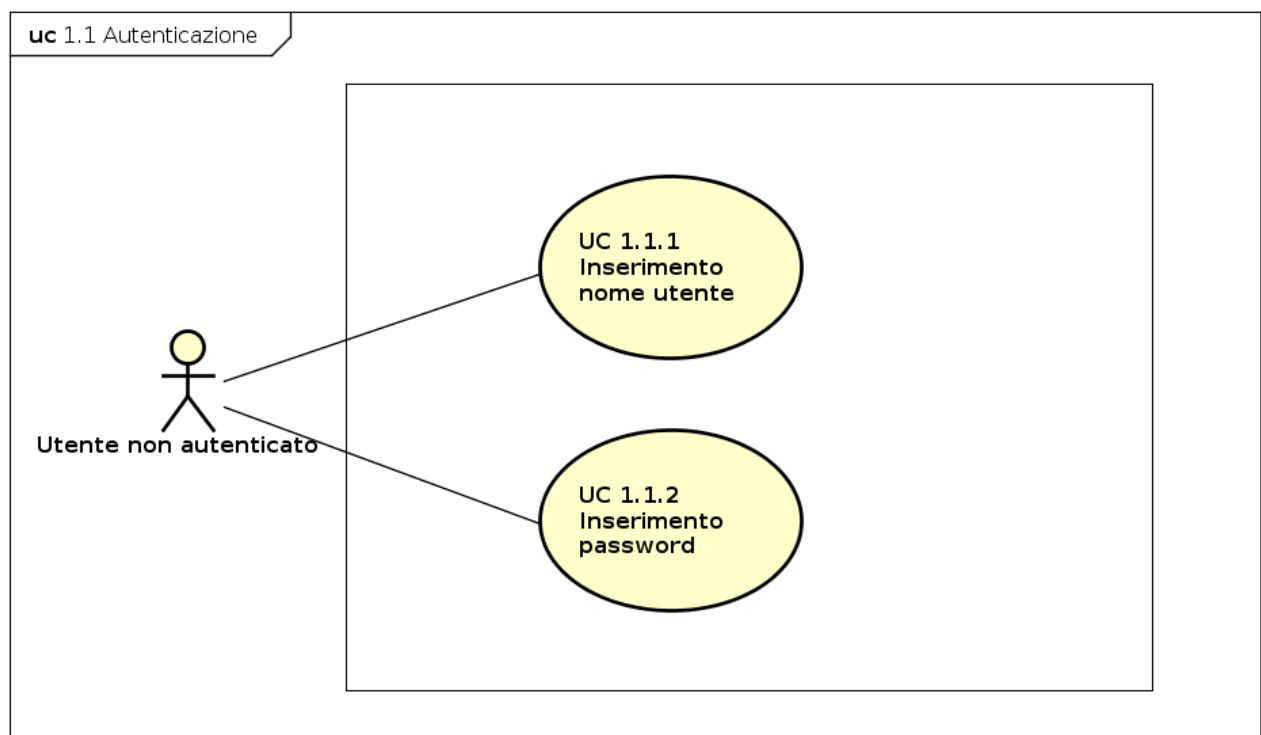 uc 1.1 Autenticazione
UC 1.1.1
Inserimento
nome utente
Utente non autenticato
UC 1.1.2
Inserimento
password